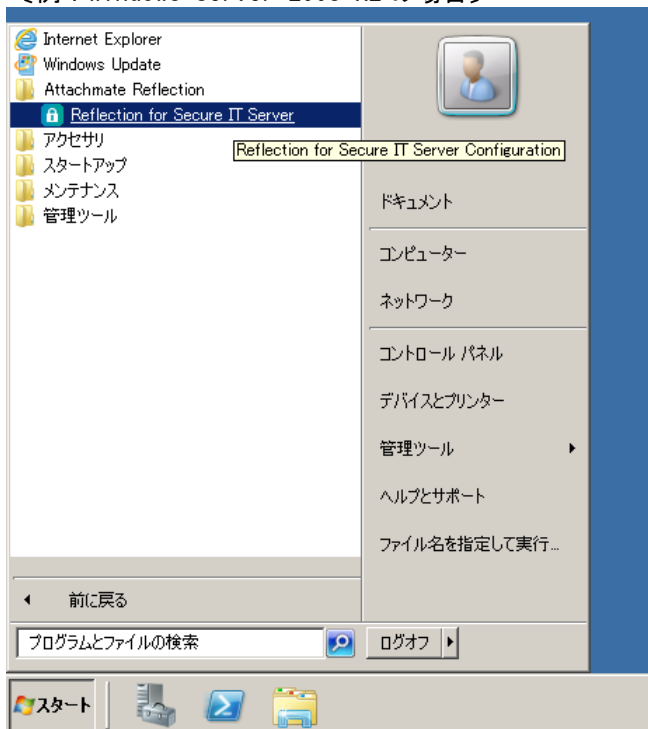 Internet Explorer
Windows Update
Attachmate Reflection
Reflection for Secure IT Server
Reflection for Secure IT Server Configuration
アクセサリ
スタートアップ
メンテナンス
管理ツール
前に戻る
プログラムとファイルの検索
ドキュメント
コンピューター
ネットワーク
コントロール パネル
デバイスとプリンター
管理ツール
ヘルプとサポート
ファイル名を指定して実行...
ログオフ
スタート